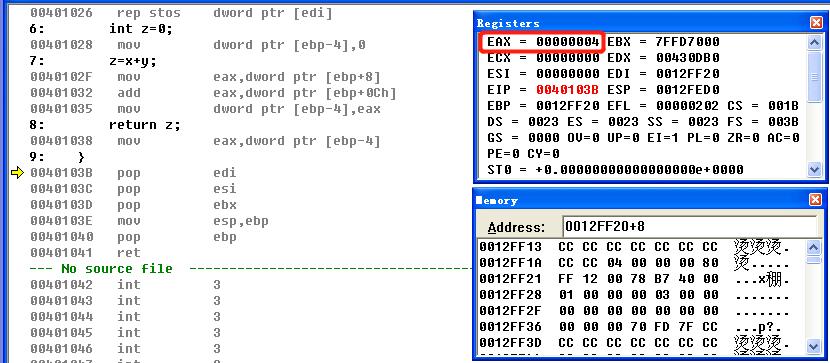 00401026 rep stos dword ptr [edi]
6: int z=0;
00401028 mov dword ptr [ebp-4],0
7: z=x+y;
0040102F mov eax,dword ptr [ebp+8]
00401032 add eax,dword ptr [ebp+0Ch]
00401035 mov dword ptr [ebp-4],eax
8: return z;
00401038 mov eax,dword ptr [ebp-4]
9: }
0040103B pop edi
0040103C pop esi
0040103D pop ebx
0040103E mov esp,ebp
00401040 pop ebp
00401041 ret
--- No source file ---
00401042 int 3
00401043 int 3
00401044 int 3
00401045 int 3
00401046 int 3
Registers
EAX = 00000004 EBX = 7FFD7000
ECX = 00000000 EDX = 00430DB0
ESI = 00000000 EDI = 0012FF20
EIP = 0040103B ESP = 0012FED0
EBP = 0012FF20 EFL = 00000202 CS = 001B
DS = 0023 ES = 0023 SS = 0023 FS = 003B
GS = 0000 OV=0 UP=0 EI=1 PL=0 ZR=0 AC=0
PE=0 CY=0
ST0 = +0.00000000000000000e+0000
Memory
Address: 0012FF20+8
0012FF13 CC CC CC CC CC CC CC 烫烫烫.
0012FF1A CC CC 04 00 00 00 80 烫.....
0012FF21 FF 12 00 78 B7 40 00 ...x稝.
0012FF28 01 00 00 00 03 00 00 .......
0012FF2F 00 00 00 00 00 00 00 .......
0012FF36 00 00 00 70 FD 7F CC ...p?.
0012FF3D CC CC CC CC CC CC CC 烫烫烫.